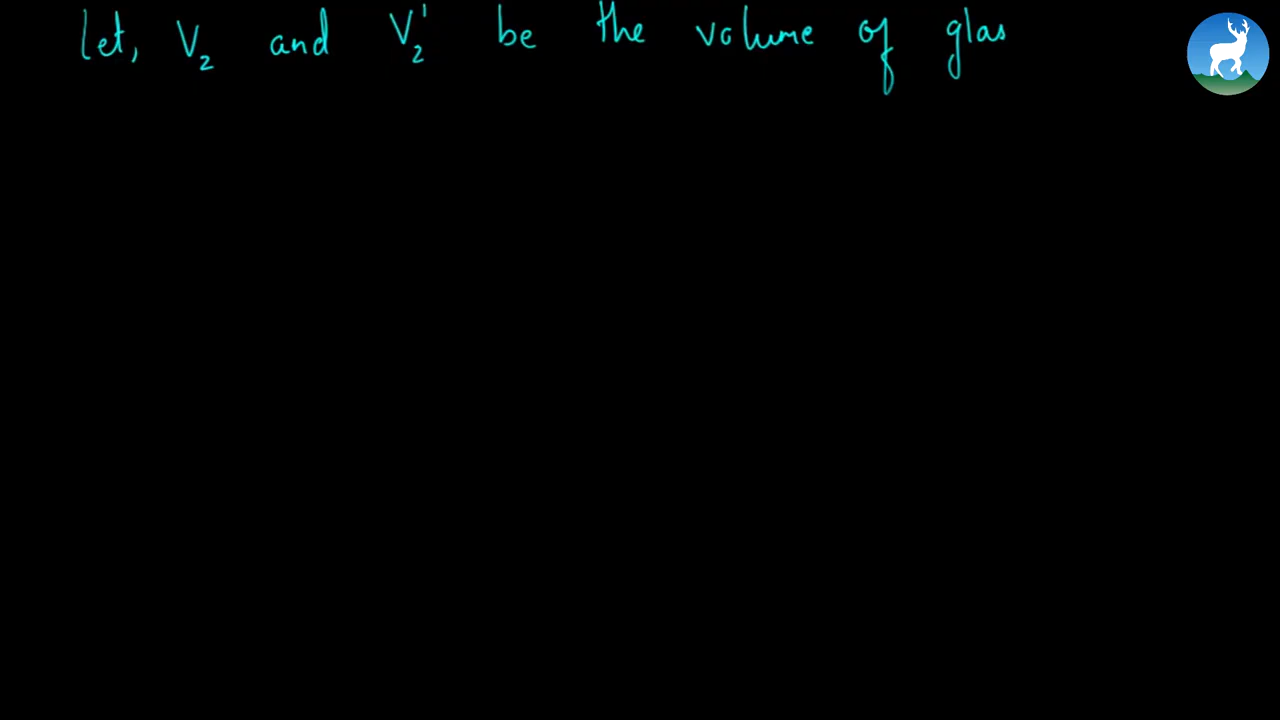 Let, V₂ and V₂' be the volume of glas